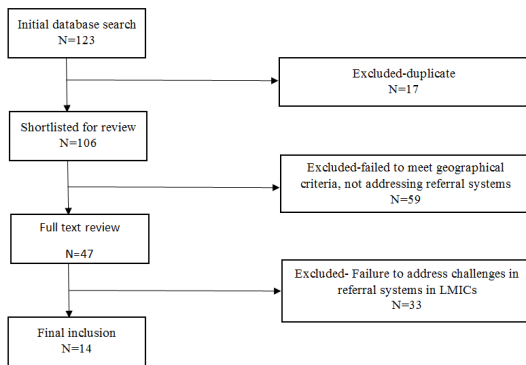 Initial database search
N=123
Excluded-duplicate
N=17
Shortlisted for review
N=106
Excluded-failed to meet geographical
criteria, not addressing referral systems
N=59
Full text review
N=47
Excluded- Failure to address challenges in
referral systems in LMICs
N=33
Final inclusion
N=14